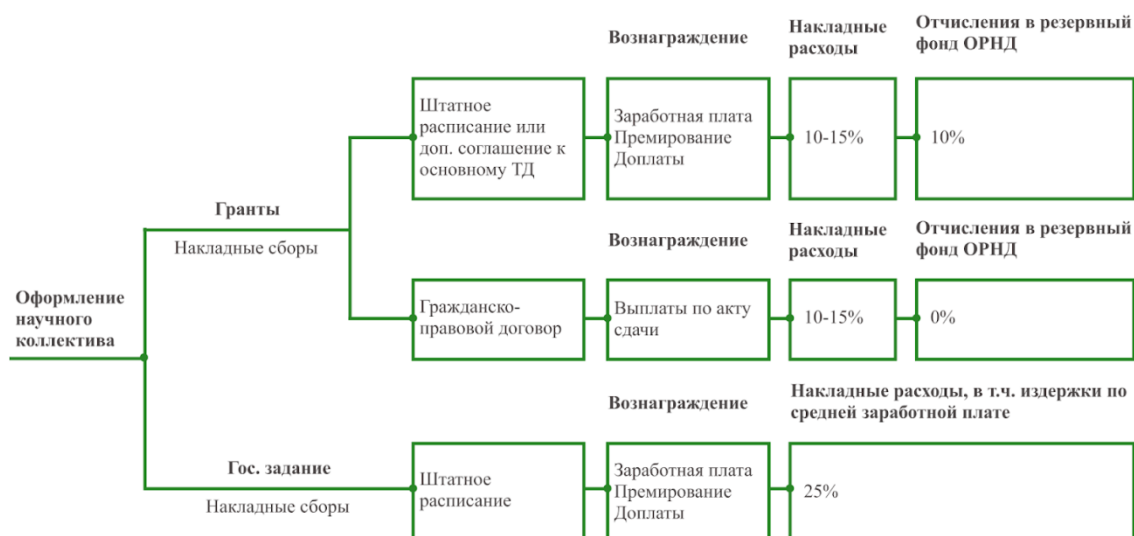 Вознаграждение
Накладные
расходы
Отчисления в резервный
фонд ОРНД
Штатное
расписание или
доп. соглашение к
основному ТД
Заработная плата
Премирование
Доплаты
10-15%
10%
Гранты
Накладные сборы
Вознаграждение
Накладные
расходы
Отчисления в резервный
фонд ОРНД
Гражданско-
правовой договор
Выплаты по акту
сдачи
10-15%
0%
Оформление
научного
коллектива
Вознаграждение
Накладные расходы, в т.ч. издержки по
средней заработной плате
Гос. задание
Накладные сборы
Штатное
расписание
Заработная плата
Премирование
Доплаты
25%